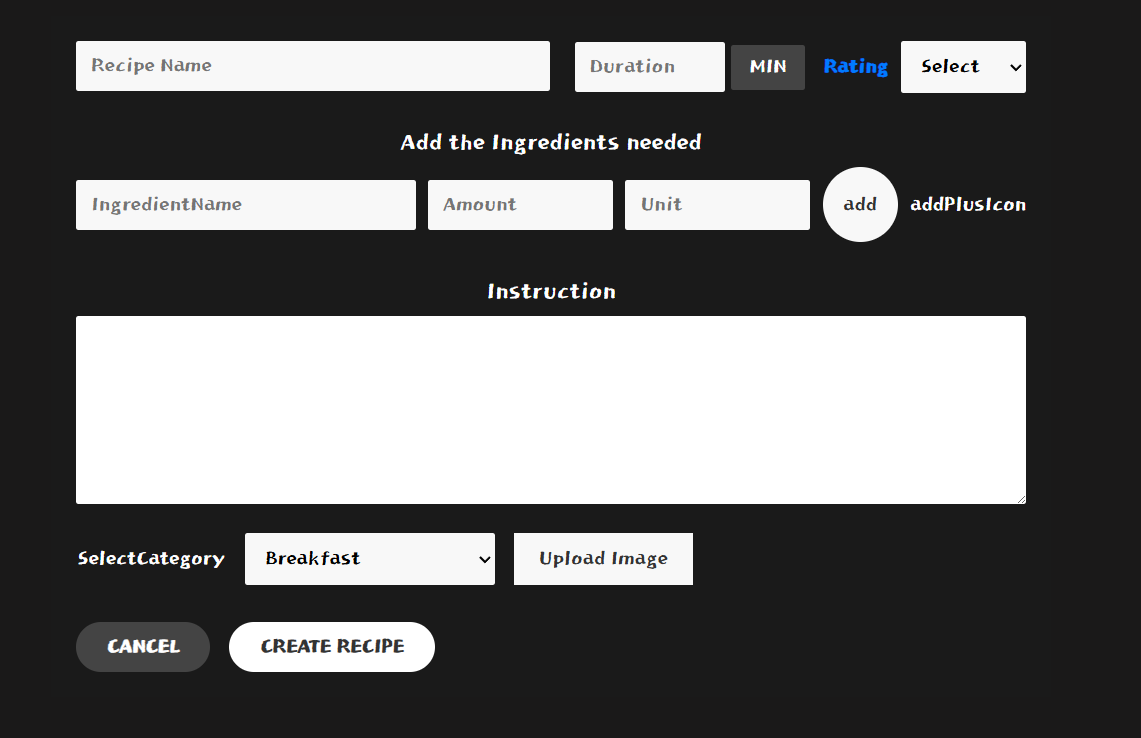 Recipe Name Duration MIN Rating Select
Add the Ingredients needed
IngredientName Amount Unit add addPlusIcon
Instruction
SelectCategory Breakfast Upload Image
CANCEL CREATE RECIPE